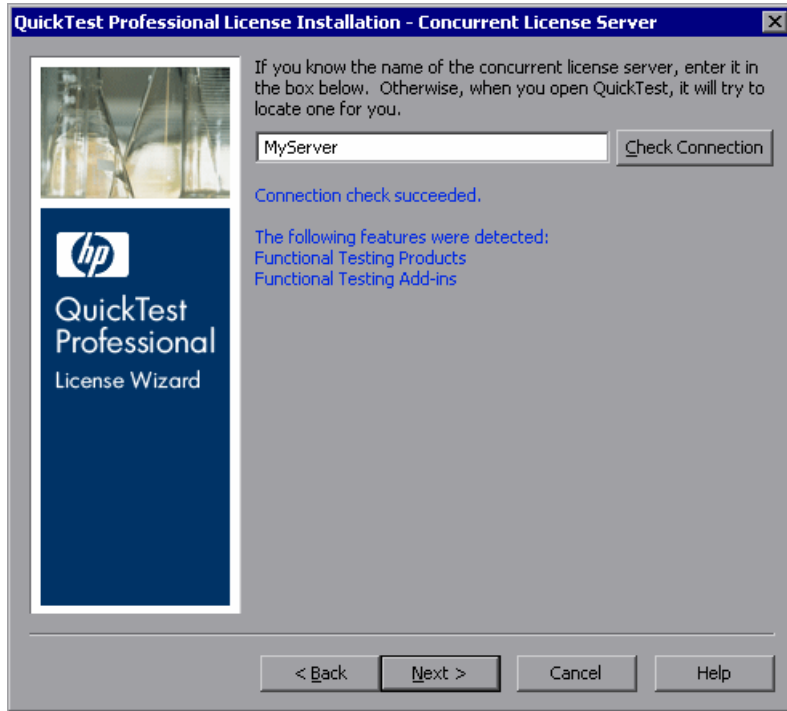 QuickTest Professional License Installation - Concurrent License Server
If you know the name of the concurrent license server, enter it in
the box below. Otherwise, when you open QuickTest, it will try to
locate one for you.
MyServer
Check Connection
Connection check succeeded.
The following features were detected:
Functional Testing Products
Functional Testing Add-ins
hp
QuickTest
Professional
License Wizard
< Back
Next >
Cancel
Help